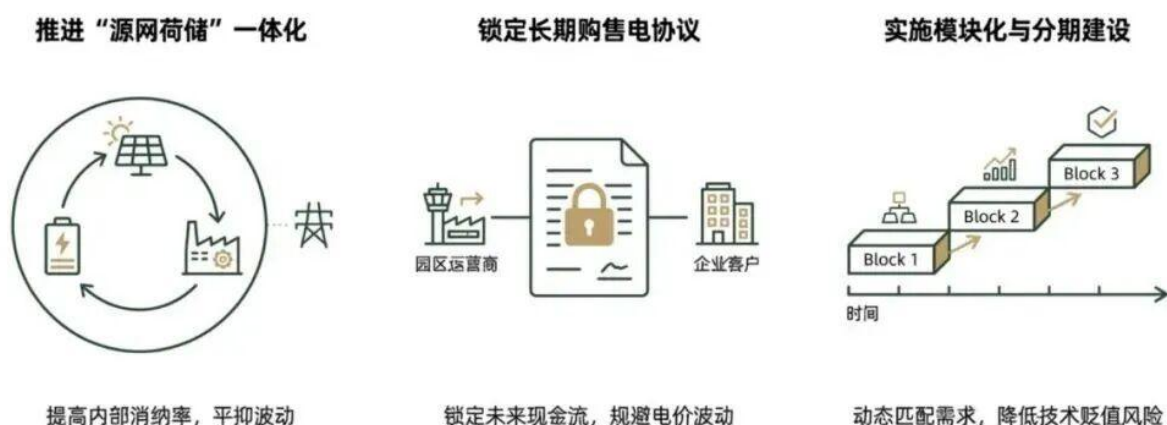 推进“源网荷储”一体化
锁定长期购售电协议
实施模块化与分期建设
园区运营商
企业客户
Block 1
Block 2
Block 3
时间
提高内部消纳率，平抑波动
锁定未来现金流，规避电价波动
动态匹配需求，降低技术贬值风险